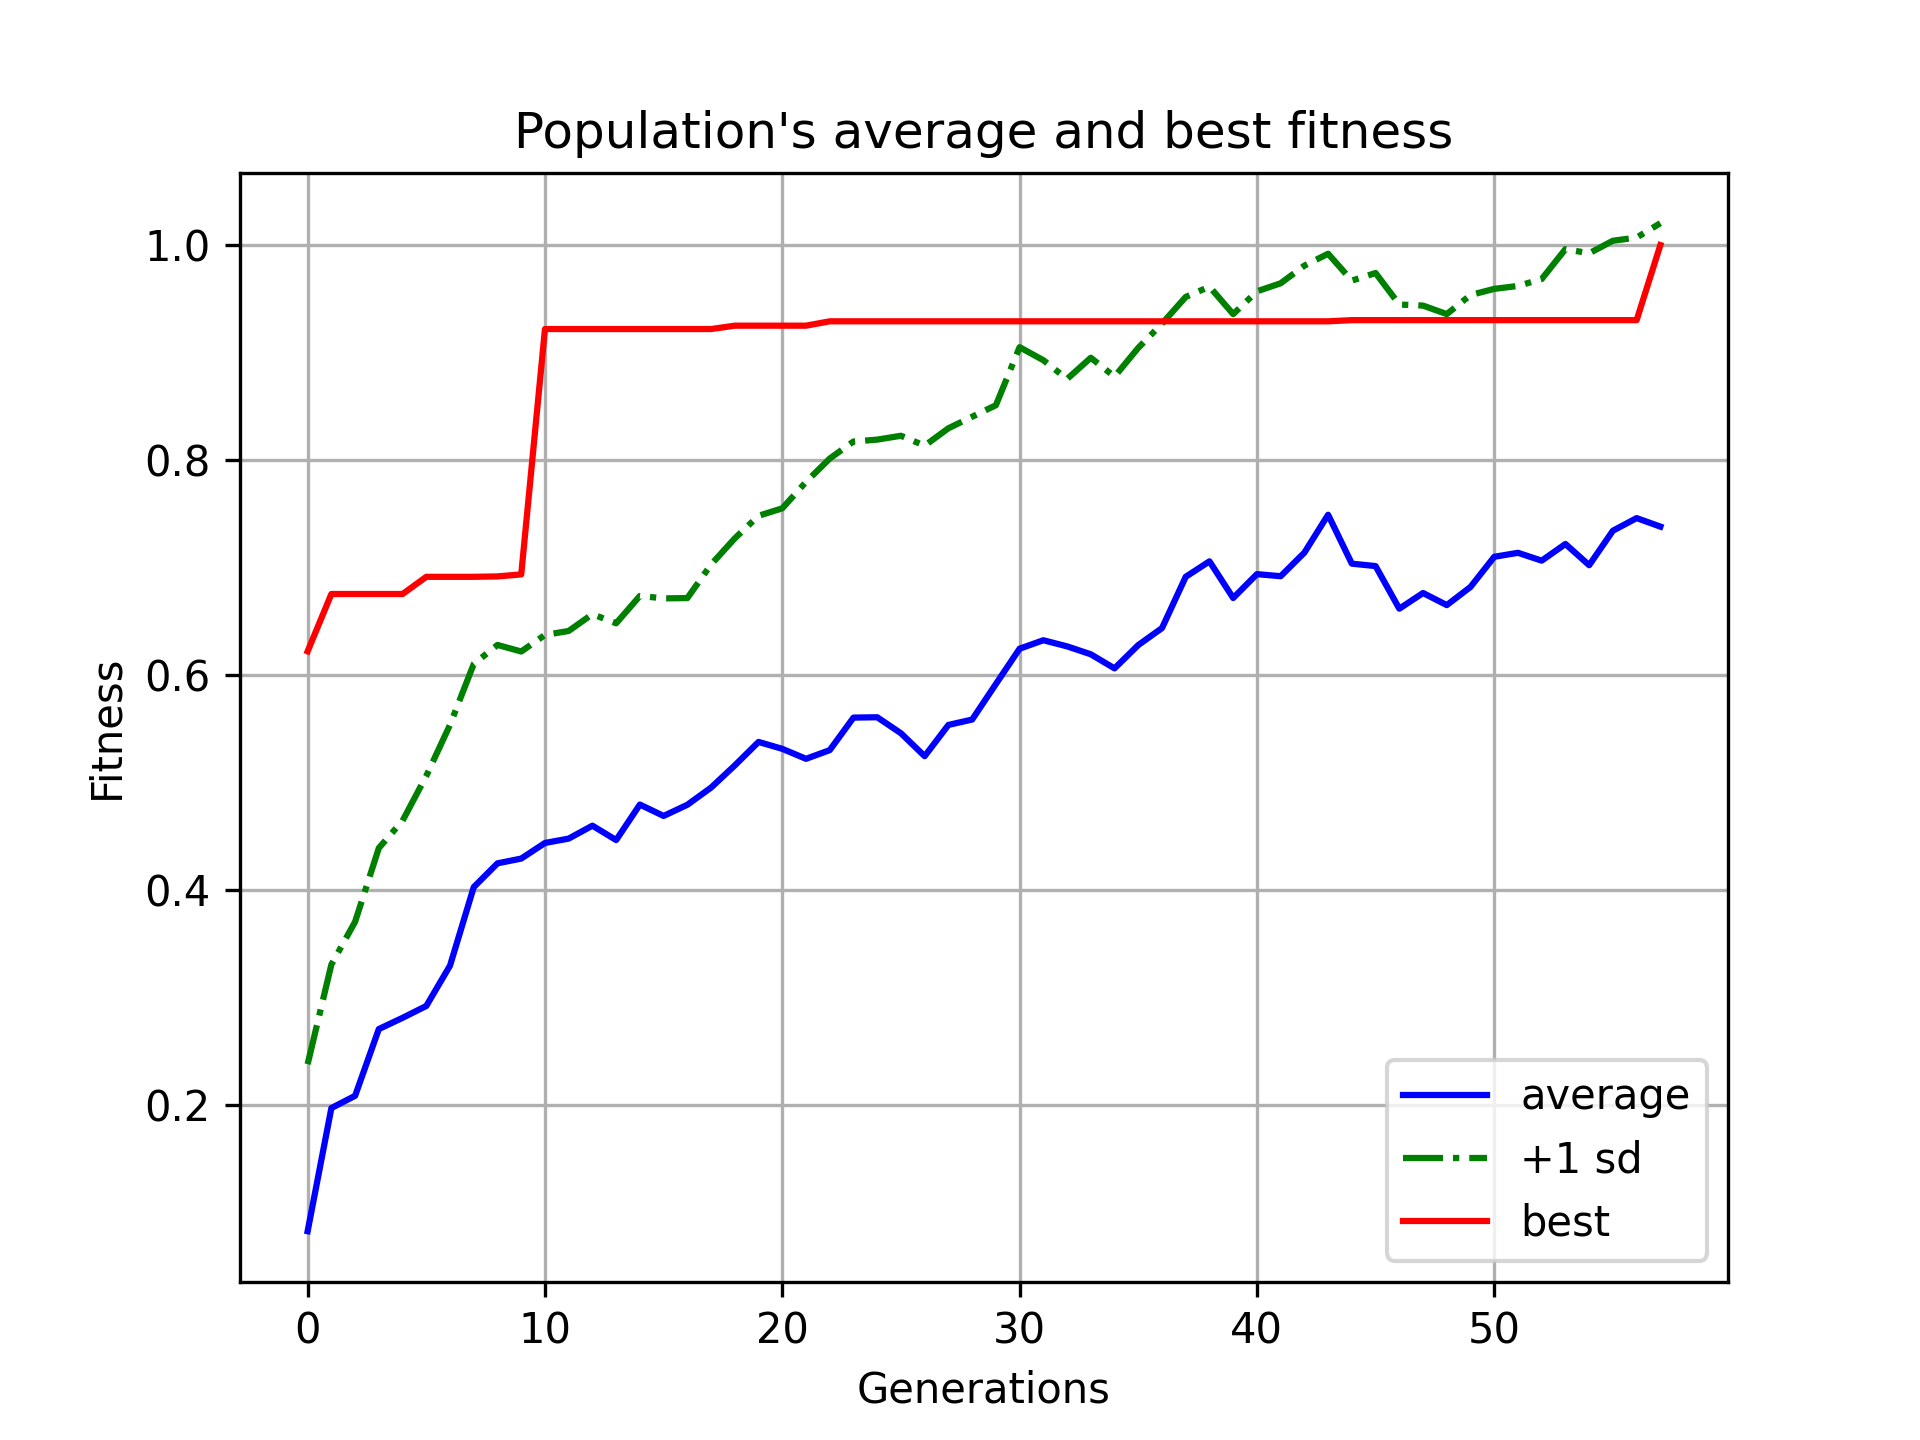 Population's average and best fitness
Fitness
1.0
0.8
0.6
0.4
0.2
average
+1 sd
best
0 10 20 30 40 50
Generations